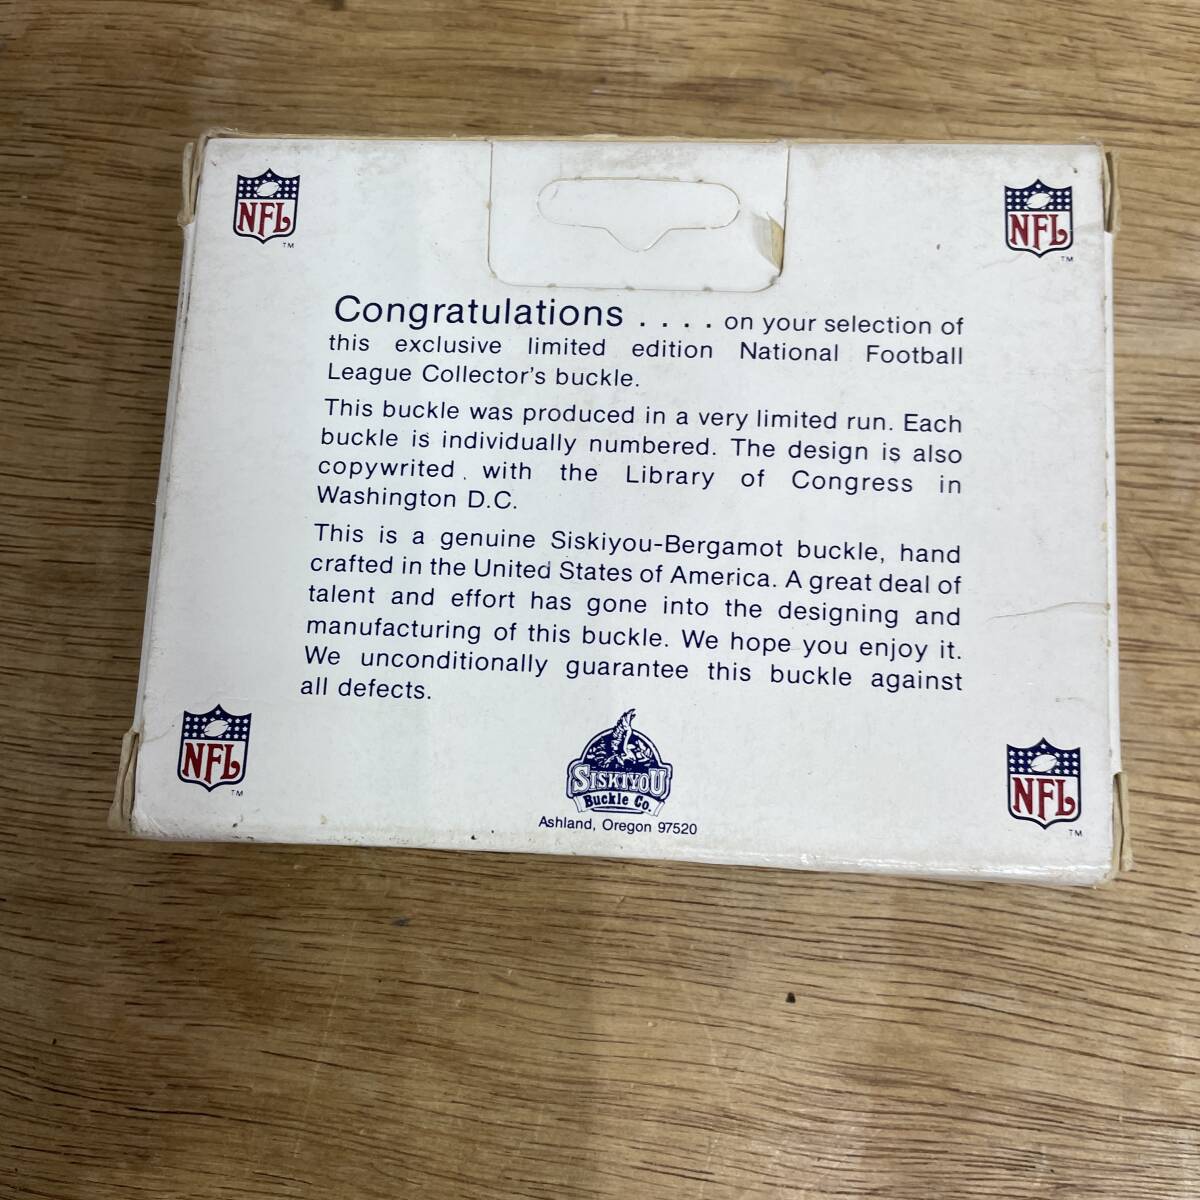 NFL
TM
NFL
TM
Congratulations . . . . on your selection of
this exclusive limited edition National Football
League Collector's buckle.
This buckle was produced in a very limited run. Each
buckle is individually numbered. The design is also
copywrited . with the Library of Congress in
Washington D.C.
This is a genuine Siskiyou-Bergamot buckle, hand
crafted in the United States of America. A great deal of
talent and effort has gone into the designing and
manufacturing of this buckle. We hope you enjoy it.
We unconditionally guarantee this buckle against
all defects.
NFL
TM
SISKIYOU
Buckle Co.
Ashland, Oregon 97520
NFL
TM